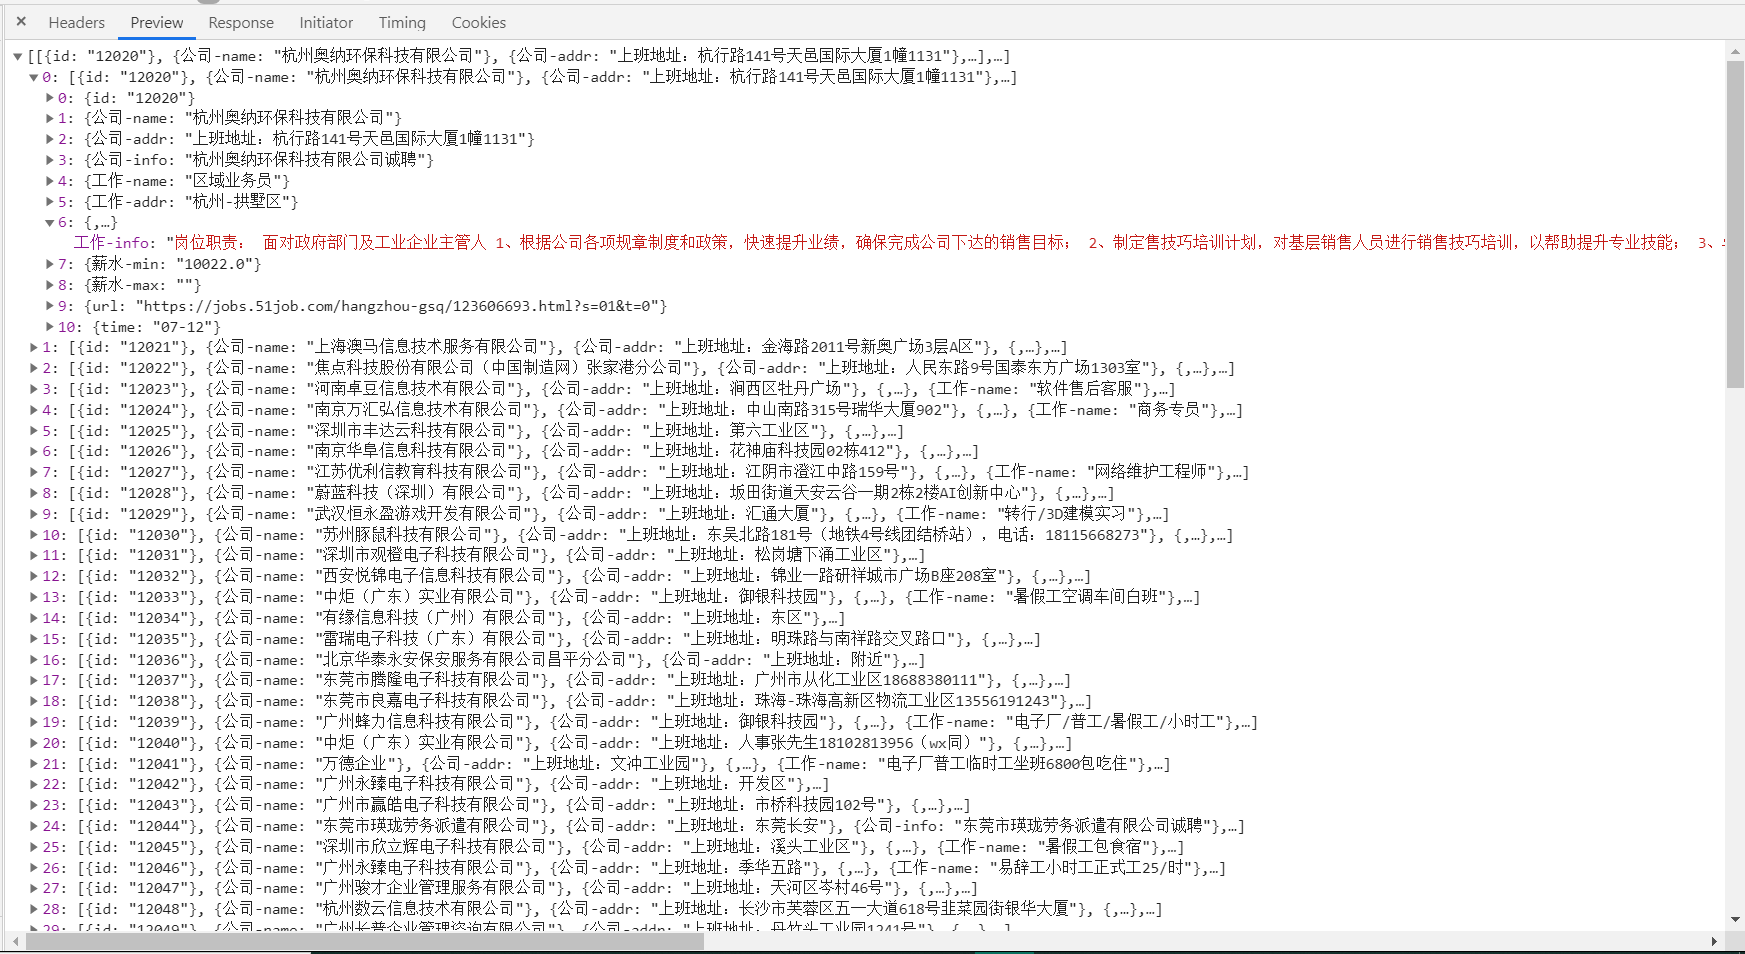 × Headers Preview Response Initiator Timing Cookies
▼[[{id: "12020"}, {公司-name: "杭州奥纳环保科技有限公司"}, {公司-addr: "上班地址：杭行路141号天邑国际大厦1幢1131"},…],…]
▼0: [{id: "12020"}, {公司-name: "杭州奥纳环保科技有限公司"}, {公司-addr: "上班地址：杭行路141号天邑国际大厦1幢1131"},…]
▶0: {id: "12020"}
▶1: {公司-name: "杭州奥纳环保科技有限公司"}
▶2: {公司-addr: "上班地址：杭行路141号天邑国际大厦1幢1131"}
▶3: {公司-info: "杭州奥纳环保科技有限公司诚聘"}
▶4: {工作-name: "区域业务员"}
▶5: {工作-addr: "杭州-拱墅区"}
▼6: {,…}
工作-info: "岗位职责： 面对政府部门及工业企业主管人 1、根据公司各项规章制度和政策，快速提升业绩，确保完成公司下达的销售目标； 2、制定售技巧培训计划，对基层销售人员进行销售技巧培训，以帮助提升专业技能； 3、
▶7: {薪水-min: "10022.0"}
▶8: {薪水-max: ""}
▶9: {url: "https://jobs.51job.com/hangzhou-gsq/123606693.html?s=01&t=0"}
▶10: {time: "07-12"}
▶1: [{id: "12021"}, {公司-name: "上海澳马信息技术服务有限公司"}, {公司-addr: "上班地址：金海路2011号新奥广场3层A区"}, {,…},…]
▶2: [{id: "12022"}, {公司-name: "焦点科技股份有限公司（中国制造网）张家港分公司"}, {公司-addr: "上班地址：人民东路9号国泰东方广场1303室"}, {,…},…]
▶3: [{id: "12023"}, {公司-name: "河南卓豆信息技术有限公司"}, {公司-addr: "上班地址：涧西区牡丹广场"}, {,…}, {工作-name: "软件售后客服"},…]
▶4: [{id: "12024"}, {公司-name: "南京万汇弘信息技术有限公司"}, {公司-addr: "上班地址：中山南路315号瑞华大厦902"}, {,…}, {工作-name: "商务专员"},…]
▶5: [{id: "12025"}, {公司-name: "深圳市丰达云科技有限公司"}, {公司-addr: "上班地址：第六工业区"}, {,…},…]
▶6: [{id: "12026"}, {公司-name: "南京华阜信息科技有限公司"}, {公司-addr: "上班地址：花神庙科技园02栋412"}, {,…},…]
▶7: [{id: "12027"}, {公司-name: "江苏优利信教育科技有限公司"}, {公司-addr: "上班地址：江阴市澄江中路159号"}, {,…}, {工作-name: "网络维护工程师"},…]
▶8: [{id: "12028"}, {公司-name: "蔚蓝科技（深圳）有限公司"}, {公司-addr: "上班地址：坂田街道天安云谷一期2栋2楼AI创新中心"}, {,…},…]
▶9: [{id: "12029"}, {公司-name: "武汉恒永盈游戏开发有限公司"}, {公司-addr: "上班地址：汇通大厦"}, {,…}, {工作-name: "转行/3D建模实习"},…]
▶10: [{id: "12030"}, {公司-name: "苏州豚鼠科技有限公司"}, {公司-addr: "上班地址：东吴北路181号（地铁4号线团结桥站），电话：18115668273"}, {,…},…]
▶11: [{id: "12031"}, {公司-name: "深圳市观橙电子科技有限公司"}, {公司-addr: "上班地址：松岗塘下涌工业区"},…]
▶12: [{id: "12032"}, {公司-name: "西安悦锦电子信息科技有限公司"}, {公司-addr: "上班地址：锦业一路研祥城市广场B座208室"}, {,…},…]
▶13: [{id: "12033"}, {公司-name: "中炬（广东）实业有限公司"}, {公司-addr: "上班地址：御银科技园"}, {,…}, {工作-name: "暑假工空调车间白班"},…]
▶14: [{id: "12034"}, {公司-name: "有缘信息科技（广州）有限公司"}, {公司-addr: "上班地址：东区"},…]
▶15: [{id: "12035"}, {公司-name: "雷瑞电子科技（广东）有限公司"}, {公司-addr: "上班地址：明珠路与南祥路交叉路口"}, {,…},…]
▶16: [{id: "12036"}, {公司-name: "北京华泰永安保安服务有限公司昌平分公司"}, {公司-addr: "上班地址：附近"},…]
▶17: [{id: "12037"}, {公司-name: "东莞市腾隆电子科技有限公司"}, {公司-addr: "上班地址：广州市从化工业区18688380111"}, {,…},…]
▶18: [{id: "12038"}, {公司-name: "东莞市良嘉电子科技有限公司"}, {公司-addr: "上班地址：珠海-珠海高新区物流工业区13556191243"},…]
▶19: [{id: "12039"}, {公司-name: "广州蜂力信息科技有限公司"}, {公司-addr: "上班地址：御银科技园"}, {,…}, {工作-name: "电子厂/普工/暑假工/小时工"},…]
▶20: [{id: "12040"}, {公司-name: "中炬（广东）实业有限公司"}, {公司-addr: "上班地址：人事张先生18102813956（wx同）"}, {,…},…]
▶21: [{id: "12041"}, {公司-name: "万德企业"}, {公司-addr: "上班地址：文冲工业园"}, {,…}, {工作-name: "电子厂普工临时工坐班6800包吃住"},…]
▶22: [{id: "12042"}, {公司-name: "广州永臻电子科技有限公司"}, {公司-addr: "上班地址：开发区"},…]
▶23: [{id: "12043"}, {公司-name: "广州市赢皓电子科技有限公司"}, {公司-addr: "上班地址：市桥科技园102号"}, {,…},…]
▶24: [{id: "12044"}, {公司-name: "东莞市瑛珑劳务派遣有限公司"}, {公司-addr: "上班地址：东莞长安"}, {公司-info: "东莞市瑛珑劳务派遣有限公司诚聘"},…]
▶25: [{id: "12045"}, {公司-name: "深圳市欣立辉电子科技有限公司"}, {公司-addr: "上班地址：溪头工业区"}, {,…}, {工作-name: "暑假工包食宿"},…]
▶26: [{id: "12046"}, {公司-name: "广州永臻电子科技有限公司"}, {公司-addr: "上班地址：季华五路"}, {,…}, {工作-name: "易辞工小时工正式工25/时"},…]
▶27: [{id: "12047"}, {公司-name: "广州骏才企业管理服务有限公司"}, {公司-addr: "上班地址：天河区岑村46号"}, {,…},…]
▶28: [{id: "12048"}, {公司-name: "杭州数云信息技术有限公司"}, {公司-addr: "上班地址：长沙市芙蓉区五一大道618号韭菜园街银华大厦"}, {,…},…]
▶29: [{id: "12049"}, {公司-name: "广州长普企业管理咨询有限公司"}, {公司-addr: "上班地址：丹竹头工业园1241号"}, {,…},…]